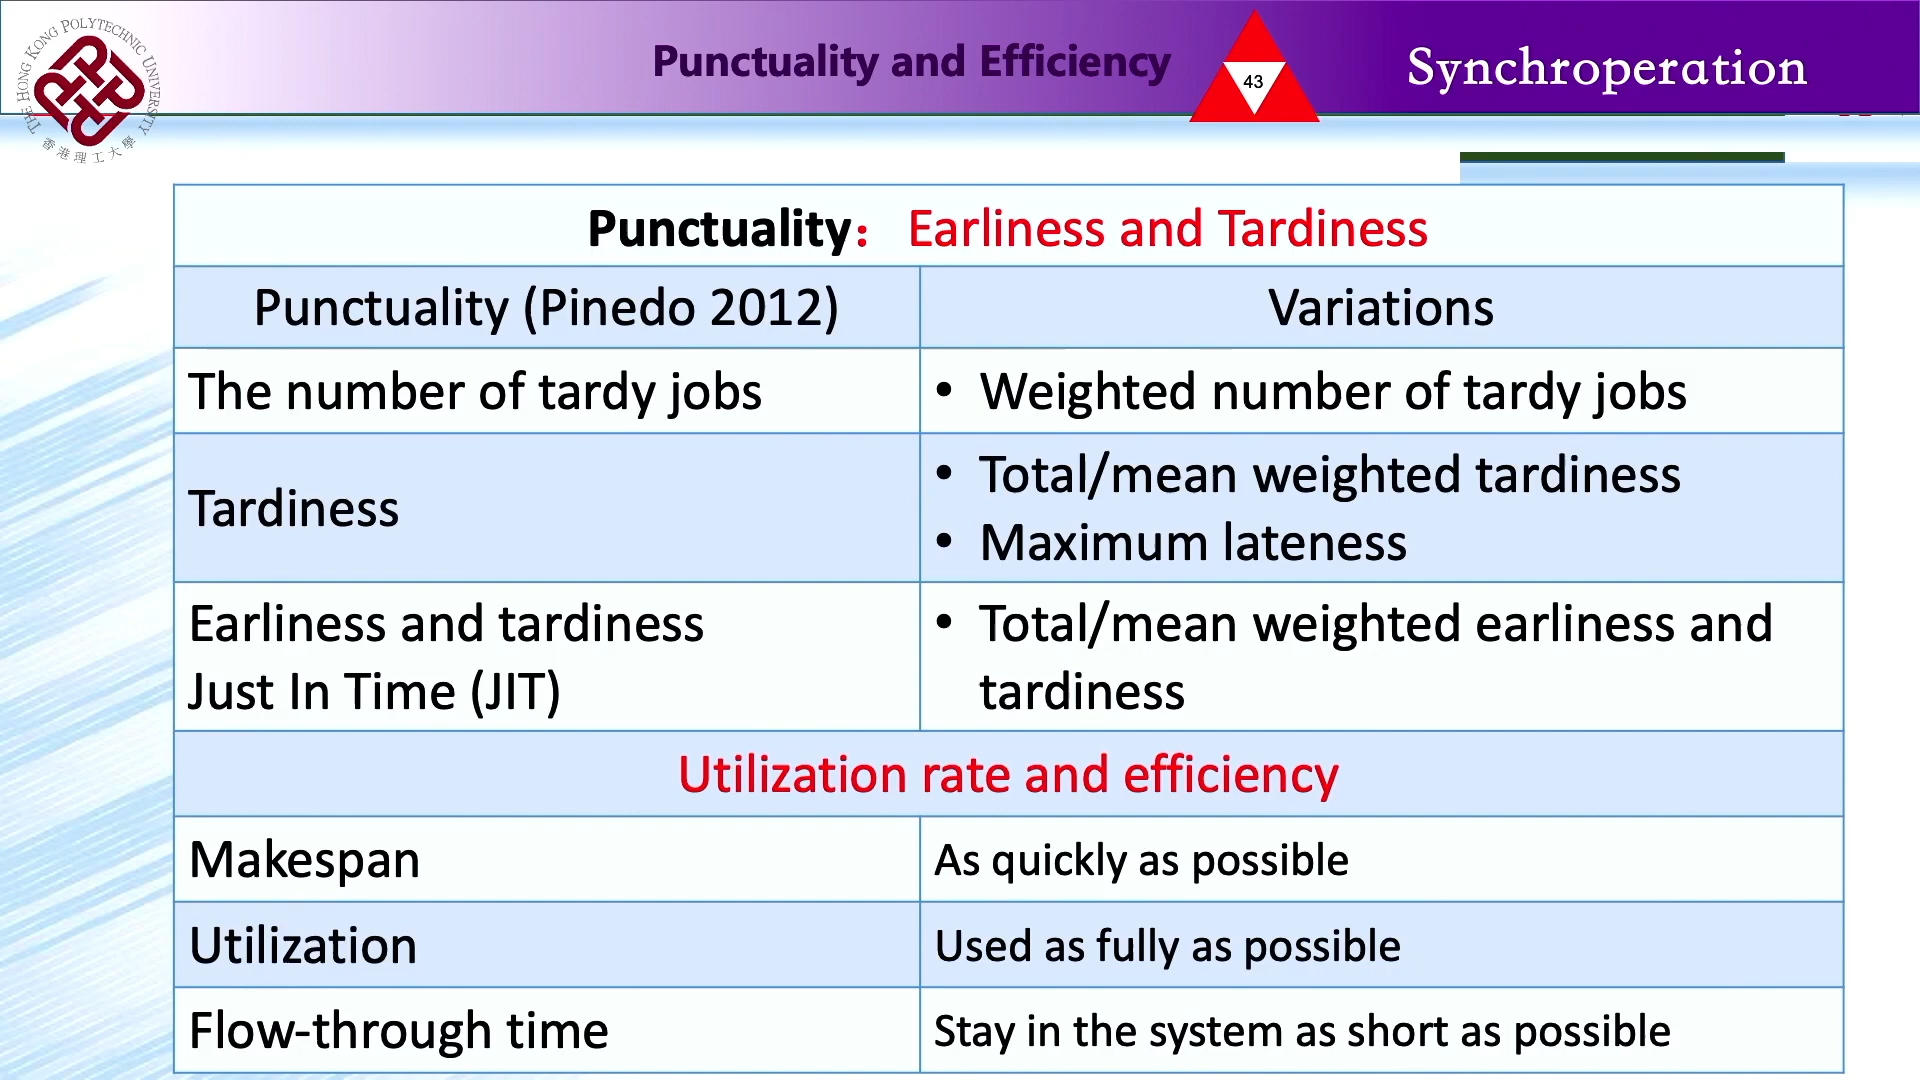 THE HONG KONG POLYTECHNIC UNIVERSITY
香港理工大學
Punctuality and Efficiency
43
Synchroperation
Punctuality： Earliness and Tardiness
Punctuality (Pinedo 2012)
Variations
The number of tardy jobs
• Weighted number of tardy jobs
Tardiness
• Total/mean weighted tardiness
• Maximum lateness
Earliness and tardiness
Just In Time (JIT)
• Total/mean weighted earliness and
tardiness
Utilization rate and efficiency
Makespan
As quickly as possible
Utilization
Used as fully as possible
Flow-through time
Stay in the system as short as possible